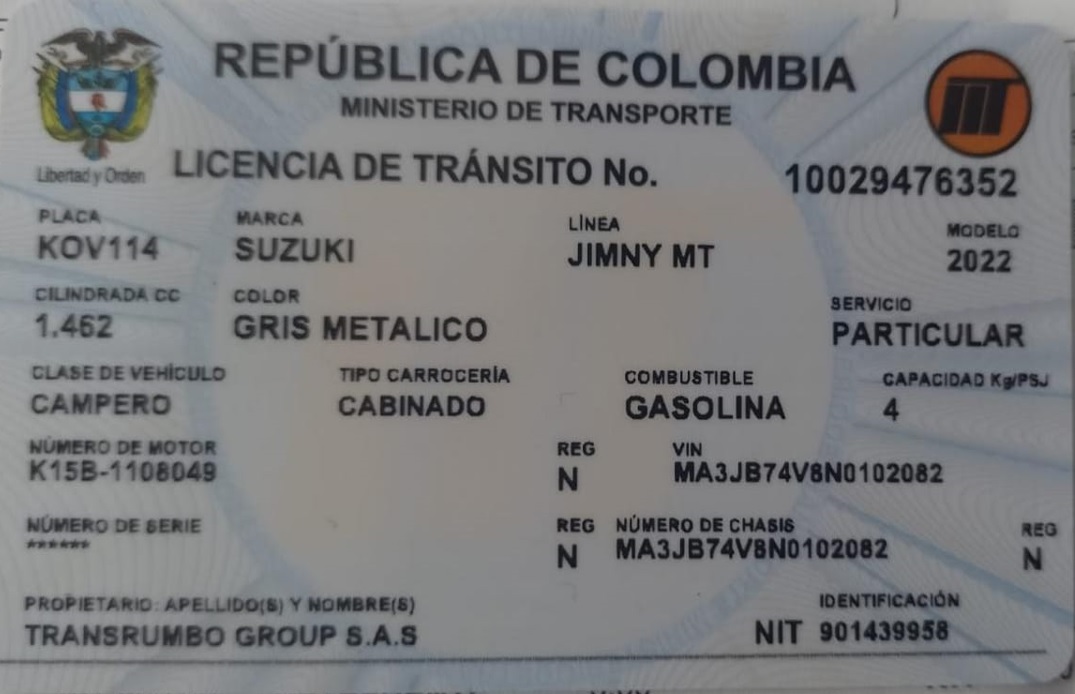 REPÚBLICA DE COLOMBIA
MINISTERIO DE TRANSPORTE
Libertad y Orden
LICENCIA DE TRÁNSITO No. 10029476352
PLACA MARCA LÍNEA MODELO
KOV114 SUZUKI JIMNY MT 2022
CILINDRADA CC COLOR SERVICIO
1.462 GRIS METALICO PARTICULAR
CLASE DE VEHÍCULO TIPO CARROCERÍA COMBUSTIBLE CAPACIDAD Kg/PSJ
CAMPERO CABINADO GASOLINA 4
NÚMERO DE MOTOR REG VIN
K15B-1108049 N MA3JB74V8N0102082
NÚMERO DE SERIE REG NÚMERO DE CHASIS REG
****** N MA3JB74V8N0102082 N
PROPIETARIO: APELLIDO(S) Y NOMBRE(S) IDENTIFICACIÓN
TRANSRUMBO GROUP S.A.S NIT 901439958